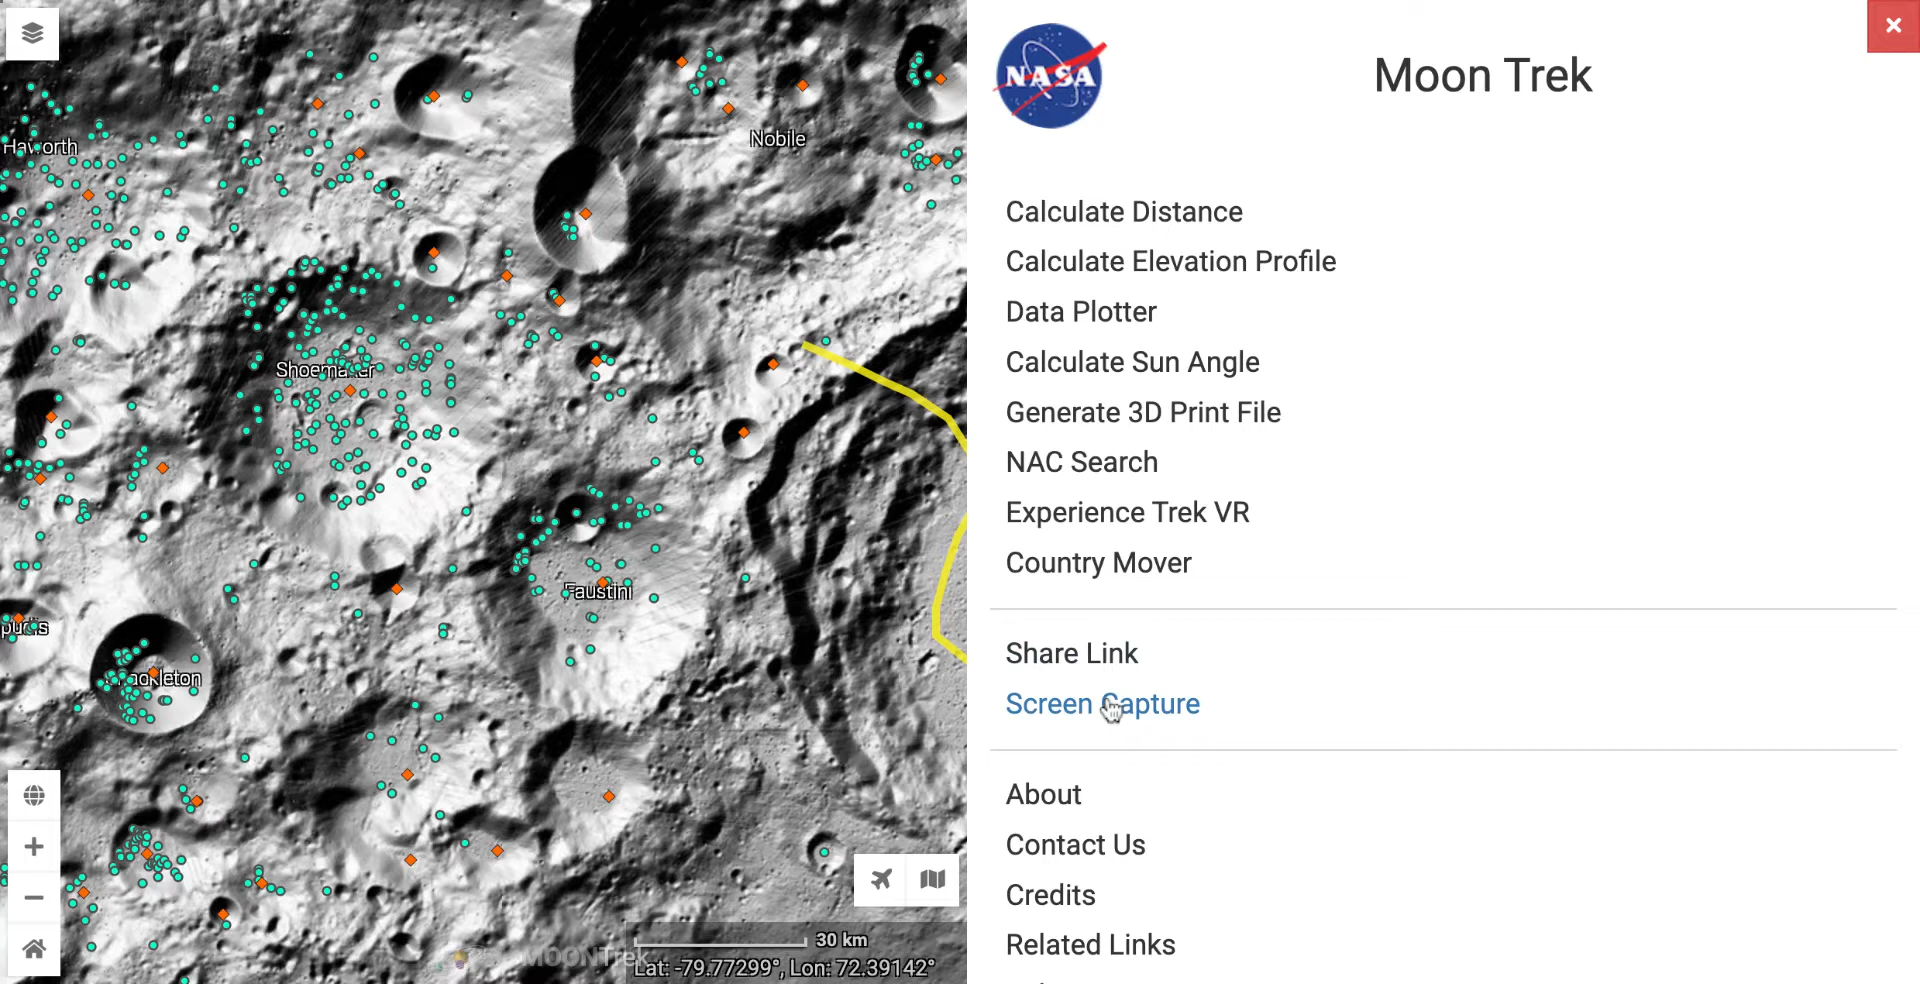 NASA
Moon Trek
Haworth
Nobile
Shoemaker
Faustini
Shackleton
Calculate Distance
Calculate Elevation Profile
Data Plotter
Calculate Sun Angle
Generate 3D Print File
NAC Search
Experience Trek VR
Country Mover
Share Link
Screen Capture
About
Contact Us
Credits
Related Links
30 km
MOONTrek
Lat: -79.77299°, Lon: 72.39142°